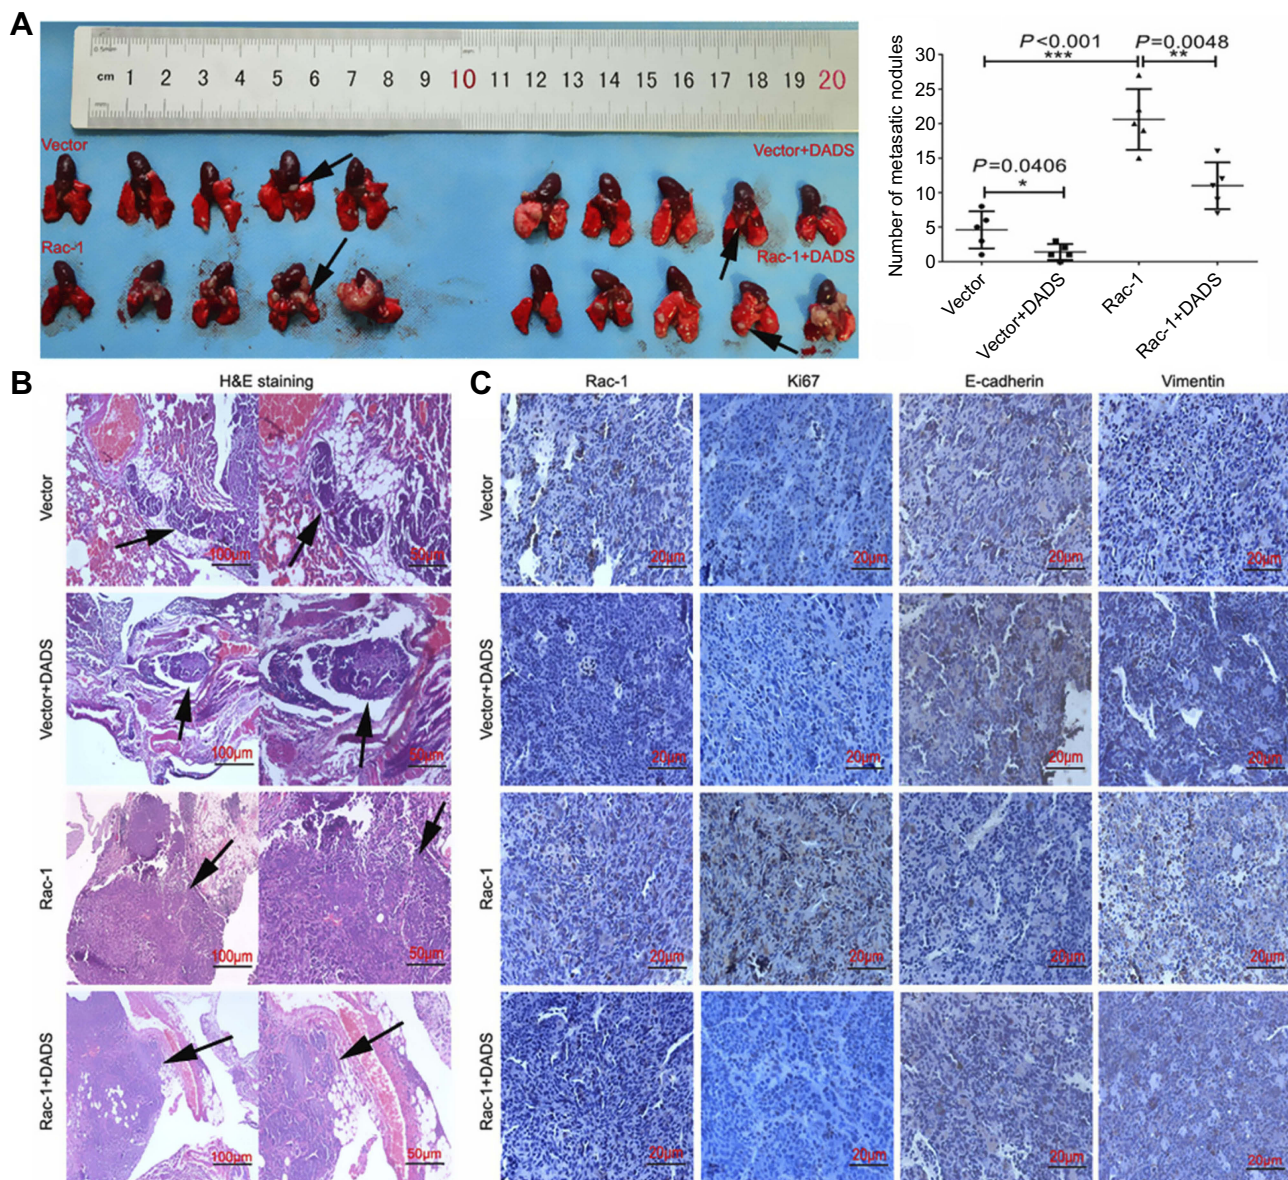 A
0.5mm
mm
cm 1 2 3 4 5 6 7 8 9 10 11 12 13 14 15 16 17 18 19 20
Vector
Vector+DADS
Rac-1
Rac-1+DADS
P<0.001
***
P=0.0048
**
P=0.0406
*
Number of metasatic nodules
30
25
20
15
10
5
0
Vector
Vector+DADS
Rac-1
Rac-1+DADS
B
H&E staining
Vector
100μm
50μm
Vector+DADS
100μm
50μm
Rac-1
100μm
50μm
Rac-1+DADS
100μm
50μm
C
Rac-1
Ki67
E-cadherin
Vimentin
Vector
20μm
20μm
20μm
20μm
Vector+DADS
20μm
20μm
20μm
20μm
Rac-1
20μm
20μm
20μm
20μm
Rac-1+DADS
20μm
20μm
20μm
20μm